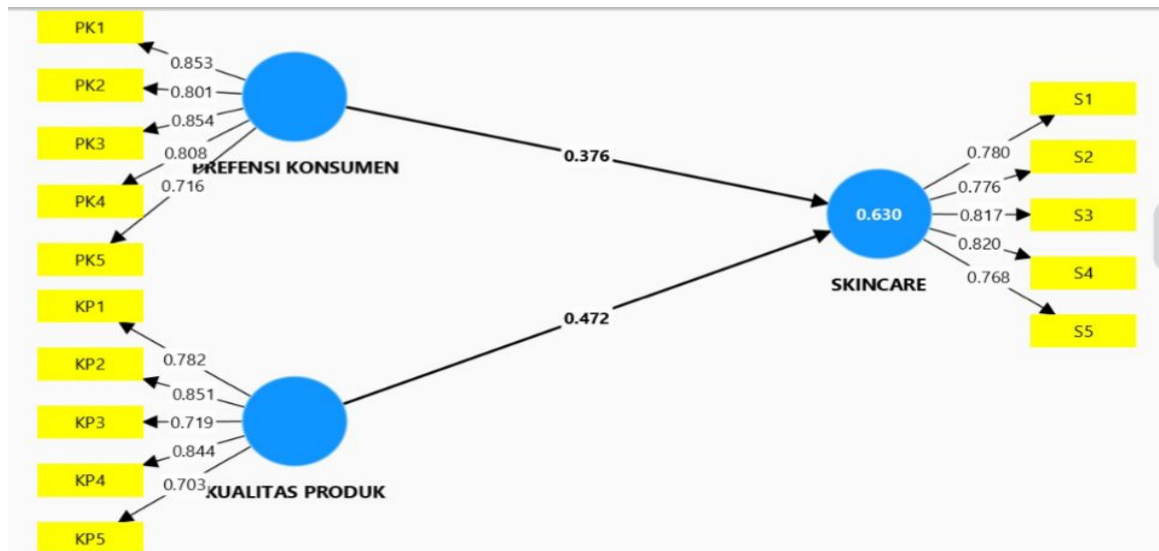 PK1
0.853
PK2
0.801
PK3
0.854
PK4
0.808
PK5
0.716
PREFENSI KONSUMEN
0.376
KP1
0.782
KP2
0.851
KP3
0.719
KP4
0.844
KP5
0.703
KUALITAS PRODUK
0.472
0.630
SKINCARE
S1
0.780
S2
0.776
S3
0.817
S4
0.820
S5
0.768